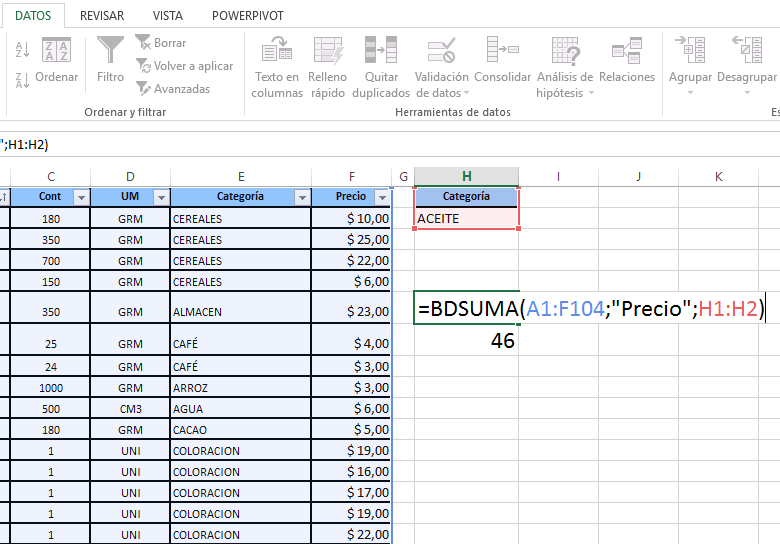 DATOS REVISAR VISTA POWERPIVOT
Borrar
Volver a aplicar
Avanzadas
Ordenar Filtro
Texto en columnas
Relleno rápido
Quitar duplicados
Validación de datos
Consolidar
Análisis de hipótesis
Relaciones
Agrupar Desagrupar
Ordenar y filtrar Herramientas de datos Es
";H1:H2)
C D E F G H I J K
Cont UM Categoría Precio Categoría
180 GRM CEREALES $ 10,00 ACEITE
350 GRM CEREALES $ 25,00
700 GRM CEREALES $ 22,00
150 GRM CEREALES $ 6,00
350 GRM ALMACEN $ 23,00 =BDSUMA(A1:F104;"Precio";H1:H2)
25 GRM CAFÉ $ 4,00 46
24 GRM CAFÉ $ 3,00
1000 GRM ARROZ $ 3,00
500 CM3 AGUA $ 6,00
180 GRM CACAO $ 5,00
1 UNI COLORACION $ 19,00
1 UNI COLORACION $ 16,00
1 UNI COLORACION $ 17,00
1 UNI COLORACION $ 19,00
1 UNI COLORACION $ 22,00